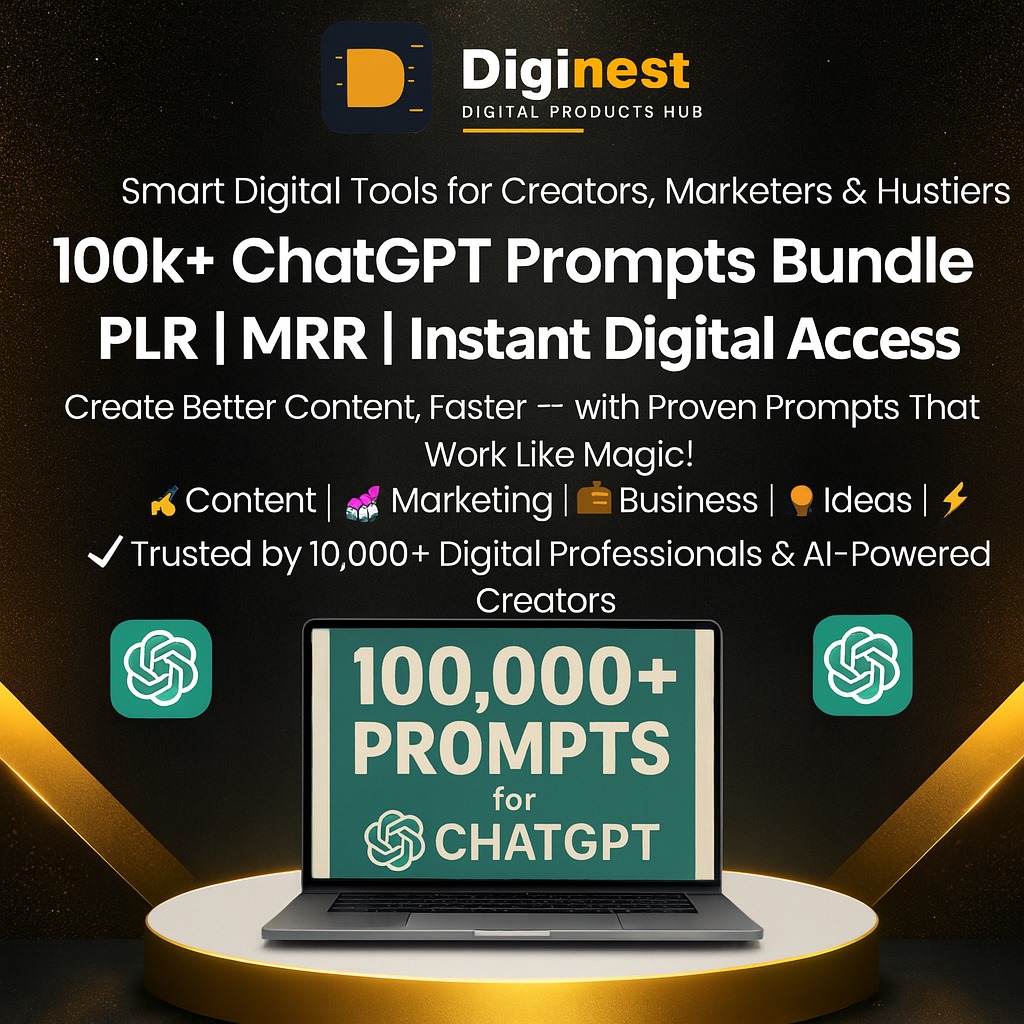 Diginest
DIGITAL PRODUCTS HUB
Smart Digital Tools for Creators, Marketers & Hustiers
100k+ ChatGPT Prompts Bundle
PLR | MRR | Instant Digital Access
Create Better Content, Faster -- with Proven Prompts That
Work Like Magic!
Content | Marketing | Business | Ideas |
✓ Trusted by 10,000+ Digital Professionals & AI-Powered
Creators
100,000+
PROMPTS
for
CHATGPT